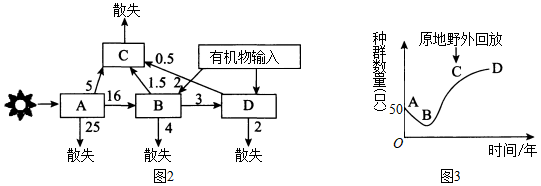 散失
C
0.5
有机物输入
5
1.5
2
A
16
B
3
D
25
4
2
散失
散失
散失
图2
种群数量(只)
原地野外回放
C
D
50
A
B
O
时间/年
图3